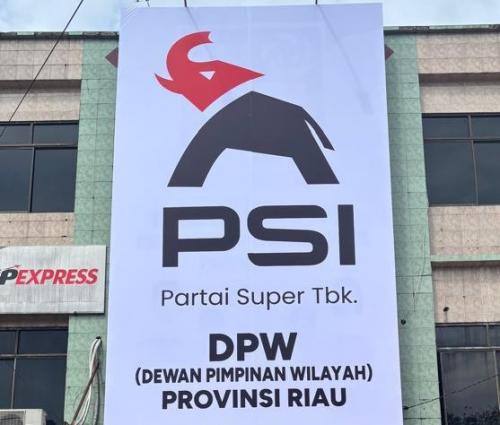 PSI
Partai Super Tbk.
DPW
(DEWAN PIMPINAN WILAYAH)
PROVINSI RIAU
PEXPRESS